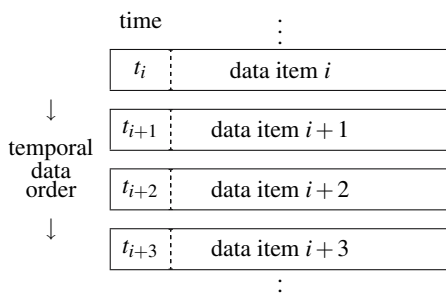 time
⋮
t_i data item i
↓
t_{i+1} data item i + 1
temporal
data
order
t_{i+2} data item i + 2
↓
t_{i+3} data item i + 3
⋮